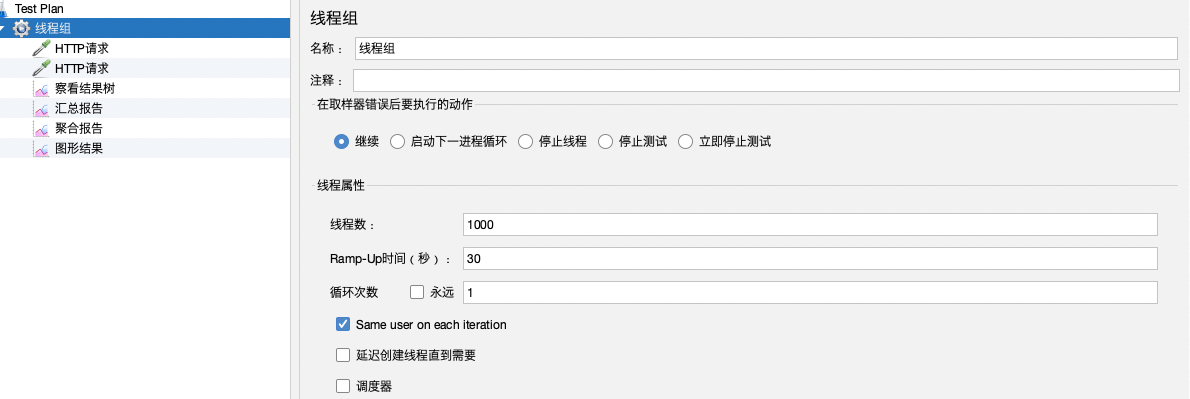 Test Plan
线程组
HTTP请求
HTTP请求
察看结果树
汇总报告
聚合报告
图形结果
线程组
名称： 线程组
注释：
在取样器错误后要执行的动作
继续 启动下一进程循环 停止线程 停止测试 立即停止测试
线程属性
线程数： 1000
Ramp-Up时间（秒）： 30
循环次数 永远 1
Same user on each iteration
延迟创建线程直到需要
调度器